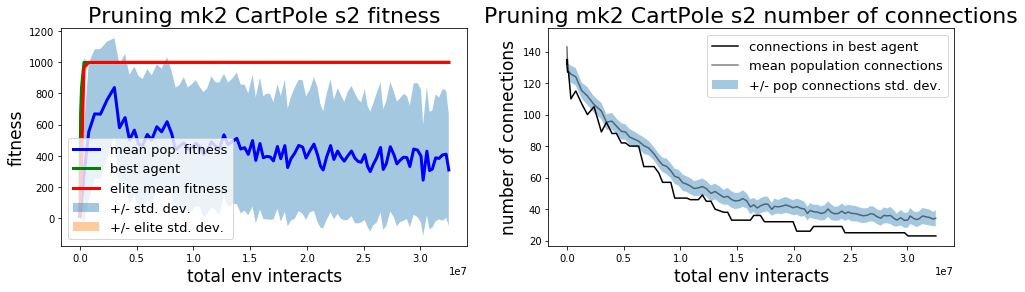 Pruning mk2 CartPole s2 fitness
1200
1000
800
600
400
200
0
fitness
mean pop. fitness
best agent
elite mean fitness
+/- std. dev.
+/- elite std. dev.
0.0 0.5 1.0 1.5 2.0 2.5 3.0
1e7
total env interacts
Pruning mk2 CartPole s2 number of connections
140
120
100
80
60
40
20
number of connections
connections in best agent
mean population connections
+/- pop connections std. dev.
0.0 0.5 1.0 1.5 2.0 2.5 3.0
1e7
total env interacts